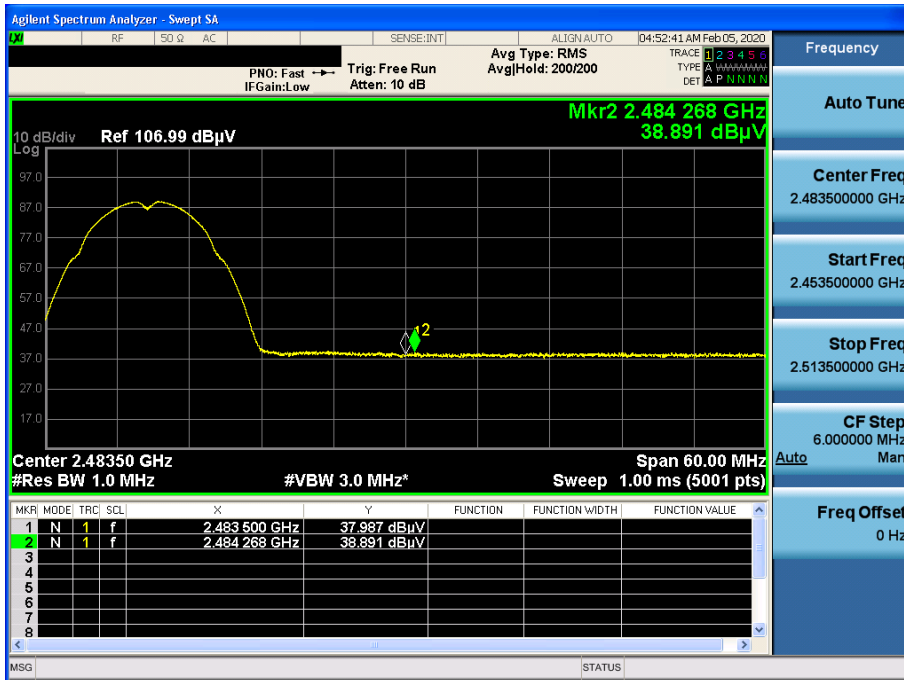 Agilent Spectrum Analyzer - Swept SA
LXI RF 50 Ω AC SENSE:INT ALIGN AUTO 04:52:41 AM Feb 05, 2020
PNO: Fast
IFGain:Low
Trig: Free Run
Atten: 10 dB
Avg Type: RMS
Avg|Hold: 200/200
TRACE 1 2 3 4 5 6
TYPE A WWWWW
DET A P N N N N
Mkr2 2.484 268 GHz
38.891 dBµV
10 dB/div Ref 106.99 dBµV
Log
97.0
87.0
77.0
67.0
57.0
47.0
37.0
27.0
17.0
12
Center 2.48350 GHz Span 60.00 MHz
#Res BW 1.0 MHz #VBW 3.0 MHz* Sweep 1.00 ms (5001 pts)
MKR MODE TRC SCL X Y FUNCTION FUNCTION WIDTH FUNCTION VALUE
1 N 1 f 2.483 500 GHz 37.987 dBµV
2 N 1 f 2.484 268 GHz 38.891 dBµV
3
4
5
6
7
8
MSG STATUS
Frequency
Auto Tune
Center Freq
2.483500000 GHz
Start Freq
2.453500000 GHz
Stop Freq
2.513500000 GHz
CF Step
6.000000 MHz
Auto Man
Freq Offset
0 Hz